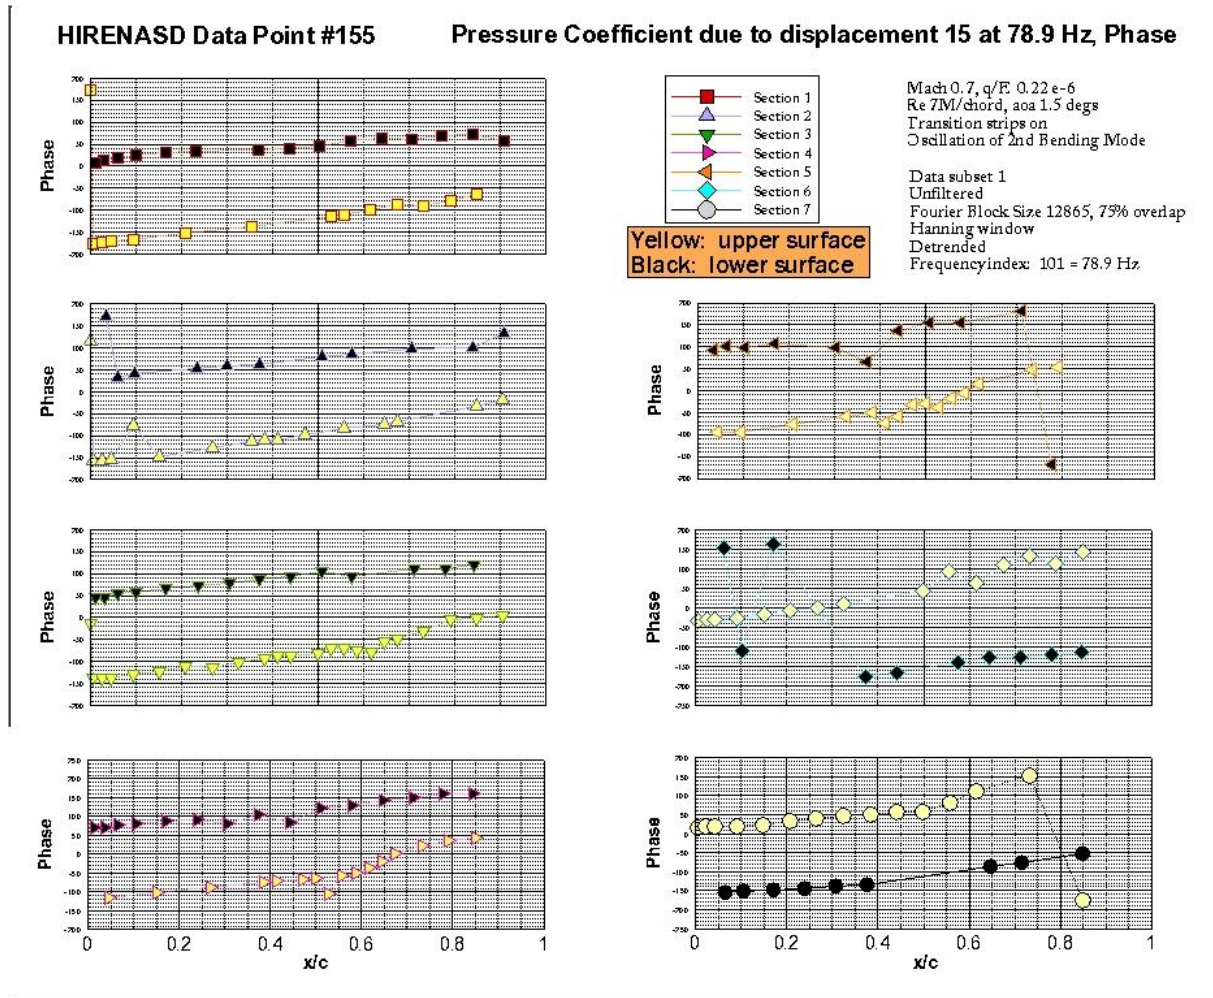 HIRENASD Data Point #155
Pressure Coefficient due to displacement 15 at 78.9 Hz, Phase
Section 1
Section 2
Section 3
Section 4
Section 5
Section 6
Section 7
Yellow: upper surface
Black: lower surface
Mach 0.7, q/E 0.22 e-6
Re 7M/chord, aoa 1.5 degs
Transition strips on
Oscillation of 2nd Bending Mode
Data subset 1
Unfiltered
Fourier Block Size 12865, 75% overlap
Hanning window
Detrended
Frequency index: 101 = 78.9 Hz
Phase
Phase
Phase
Phase
Phase
Phase
Phase
0 0.2 0.4 0.6 0.8 1
x/c
0 0.2 0.4 0.6 0.8 1
x/c